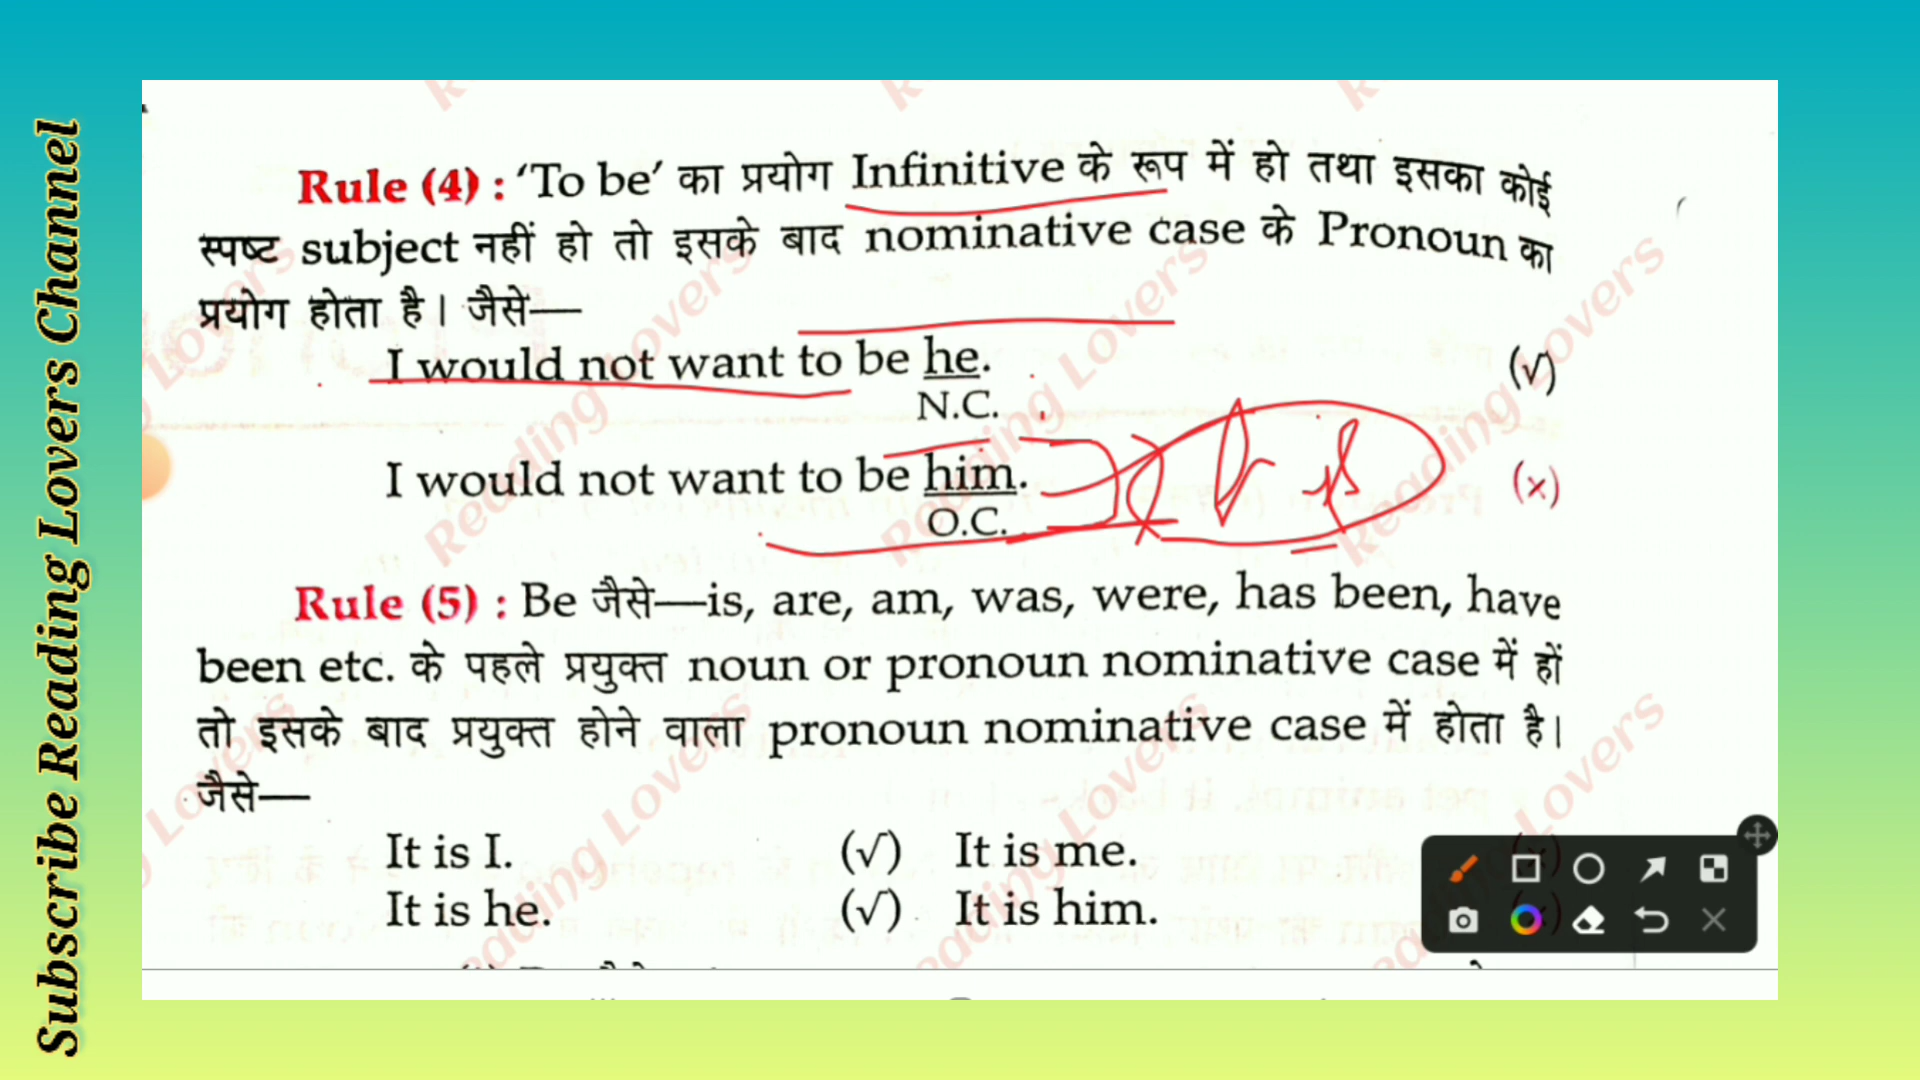 Subscribe Reading Lovers Channel
Rule (4) : ‘To be’ का प्रयोग Infinitive के रूप में हो तथा इसका कोई
स्पष्ट subject नहीं हो तो इसके बाद nominative case के Pronoun का
प्रयोग होता है। जैसे—
I would not want to be he. (√)
N.C.
I would not want to be him. (×)
O.C.
Rule (5) : Be जैसे—is, are, am, was, were, has been, have
been etc. के पहले प्रयुक्त noun or pronoun nominative case में हों
तो इसके बाद प्रयुक्त होने वाला pronoun nominative case में होता है।
जैसे—
It is I. (√) It is me.
It is he. (√) It is him.
Reading Lovers